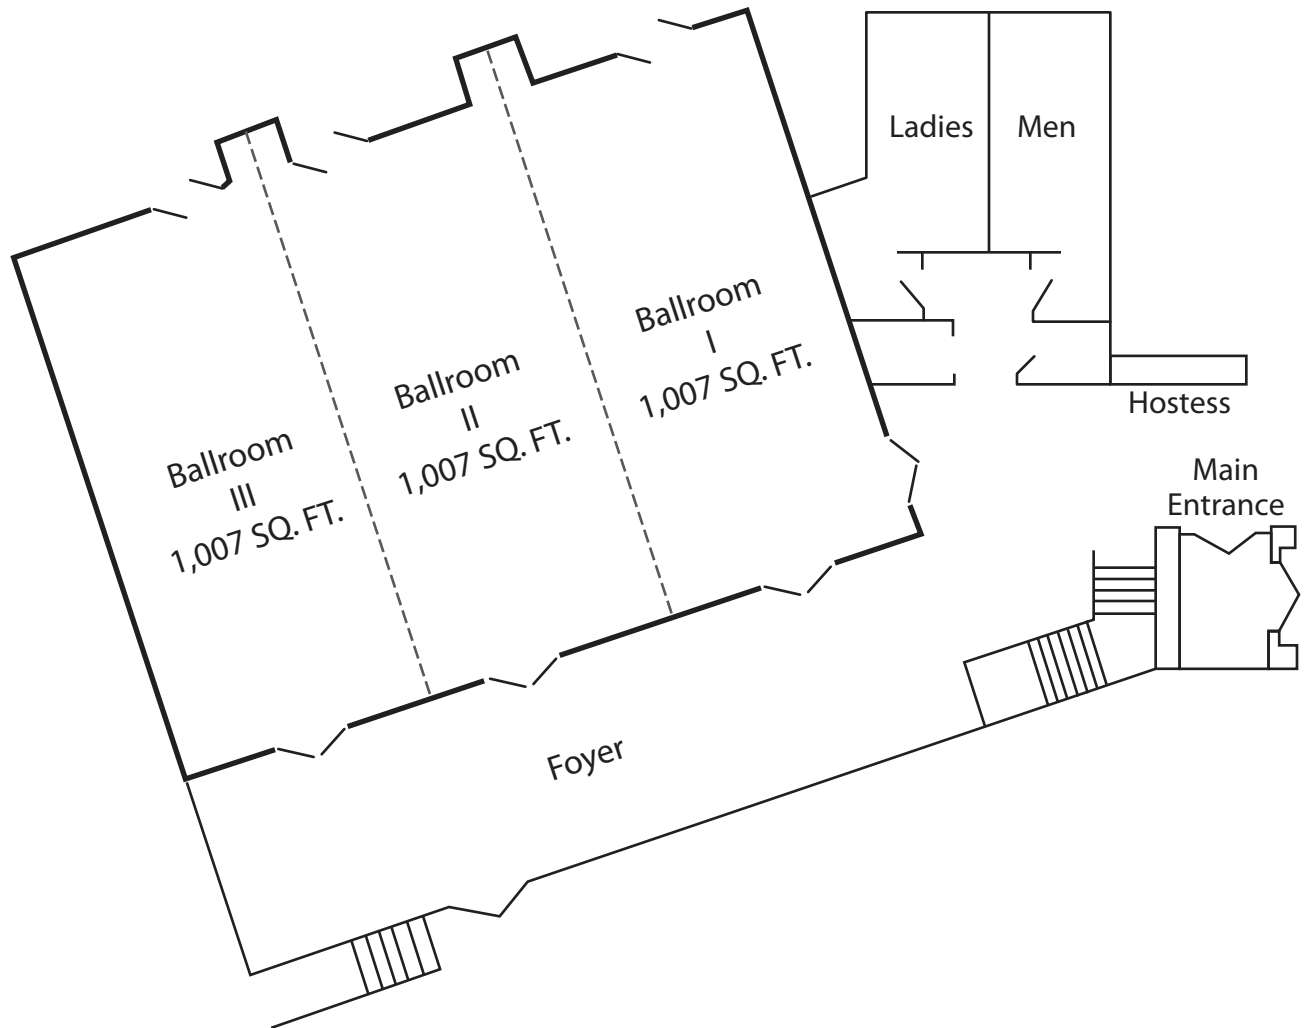 Ladies
Men
Ballroom
I
1,007 SQ. FT.
Ballroom
II
1,007 SQ. FT.
Ballroom
III
1,007 SQ. FT.
Hostess
Main
Entrance
Foyer